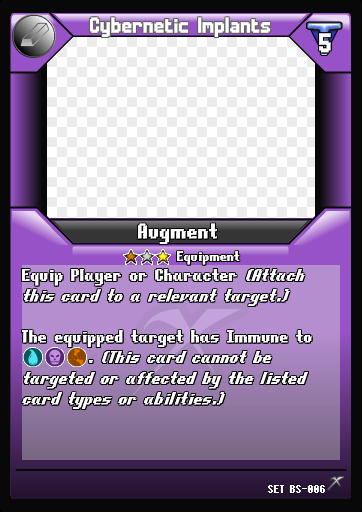 Cybernetic Implants
5
Augment
Equipment
Equip Player or Character (Attach
this card to a relevant target.)
The equipped target has Immune to
. (This card cannot be
targeted or affected by the listed
card types or abilities.)
SET BS-006